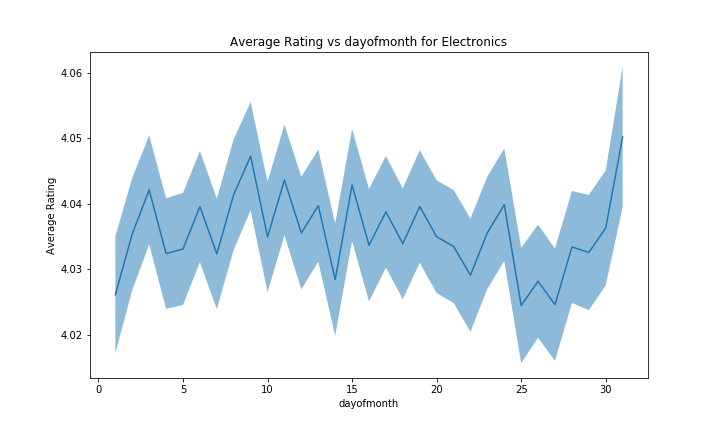 Average Rating vs dayofmonth for Electronics
Average Rating
4.06
4.05
4.04
4.03
4.02
0 5 10 15 20 25 30
dayofmonth